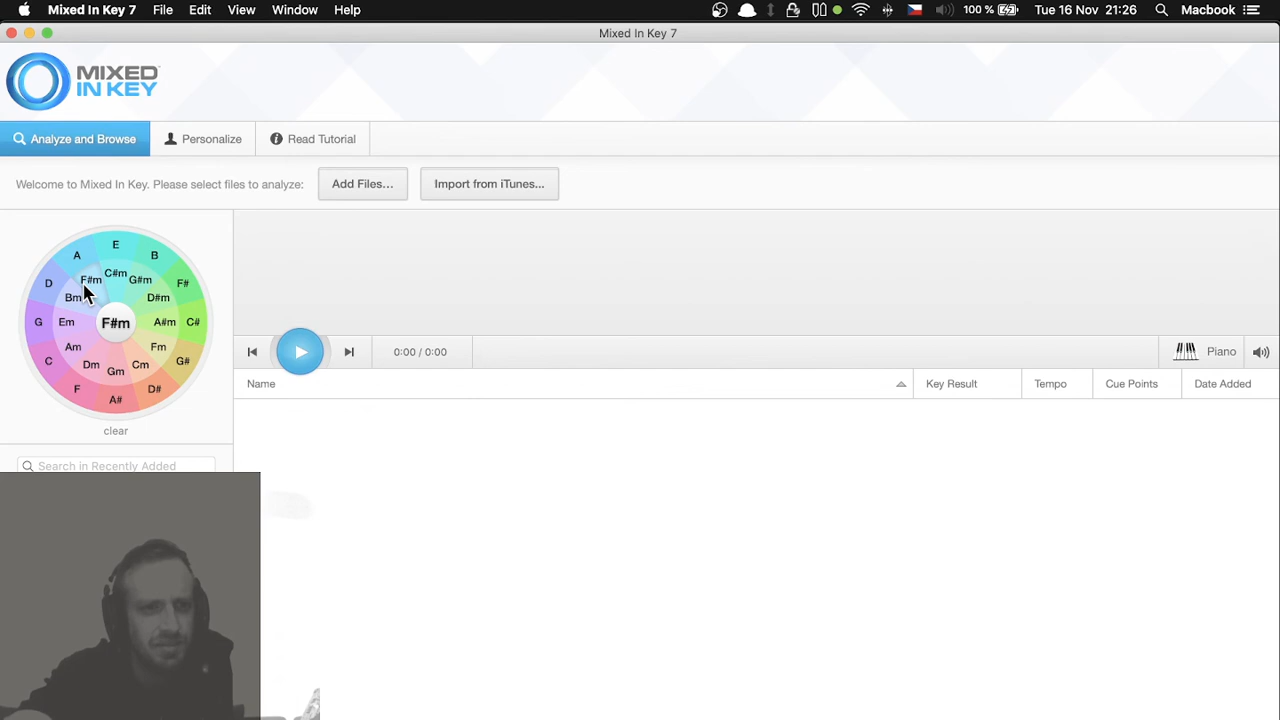 Mixed In Key 7 File Edit View Window Help 100 % Tue 16 Nov 21:26 Macbook
Mixed In Key 7
MIXED
IN KEY
Analyze and Browse Personalize Read Tutorial
Welcome to Mixed In Key. Please select files to analyze: Add Files... Import from iTunes...
E
A B
C#m
F#m G#m
D F#
Bm D#m
G Em F#m A#m C#
Am Fm
C Dm Gm Cm G#
F D#
A#
clear
0:00 / 0:00 Piano
Name Key Result Tempo Cue Points Date Added
Search in Recently Added